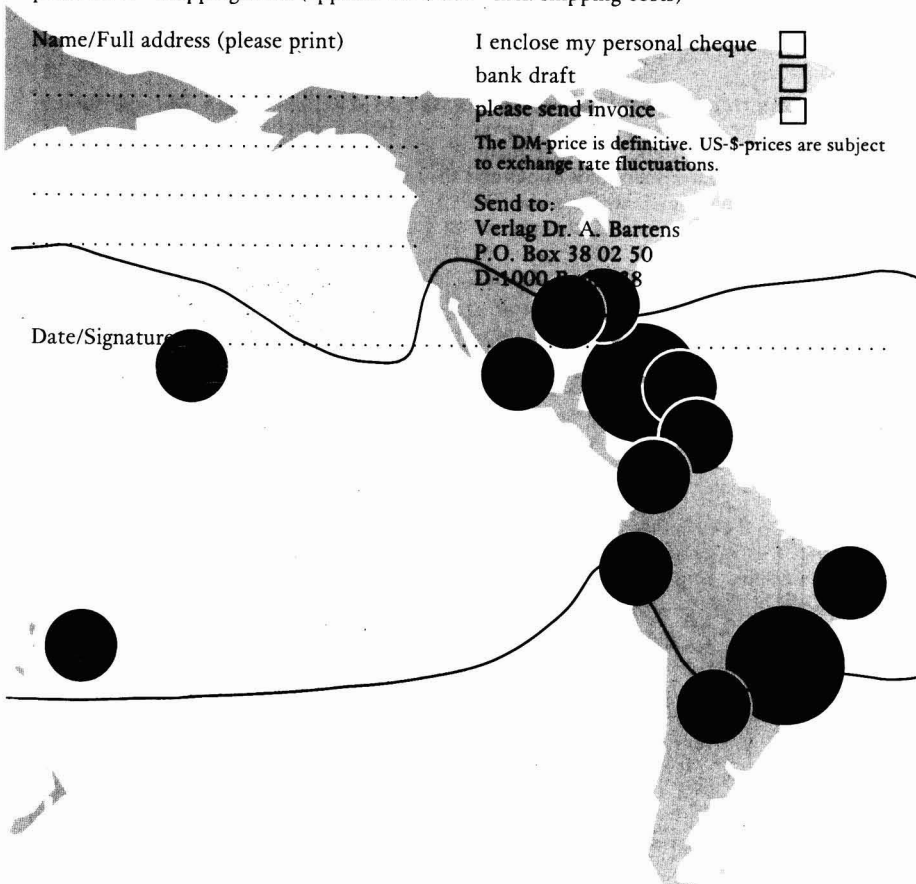 Name/Full address (please print)
I enclose my personal cheque
bank draft
please send invoice
The DM-price is definitive. US-$-prices are subject
to exchange rate fluctuations.
Send to:
Verlag Dr. A. Bartens
P.O. Box 38 02 50
D-1000 38
Date/Signature